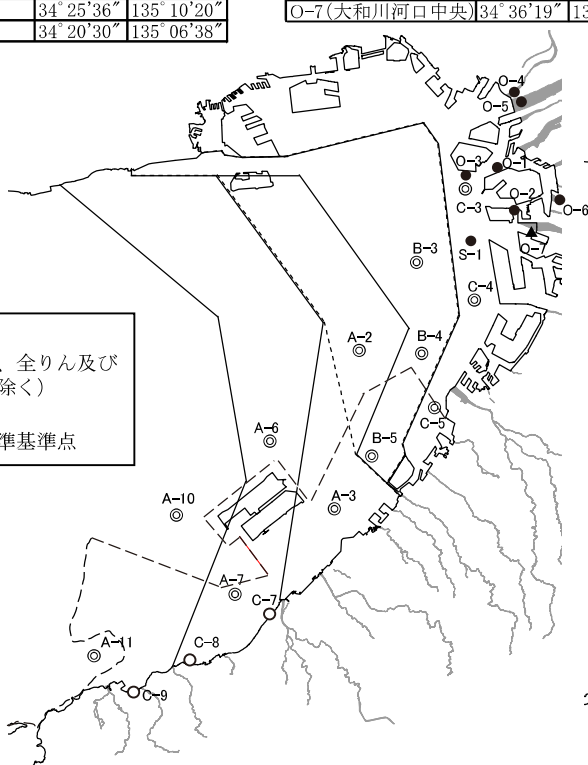 34°25′36″ 135°10′20″
34°20′30″ 135°06′38″
O-7(大和川河口中央) 34°36′19″
O-4
O-5
O-3
O-1
C-3
O-2
O-6
O-7
S-1
B-3
C-4
A-2
B-4
、全りん及び
除く)
準基準点
C-5
A-6
B-5
A-10
A-3
A-7
C-7
A-11
C-8
C-9